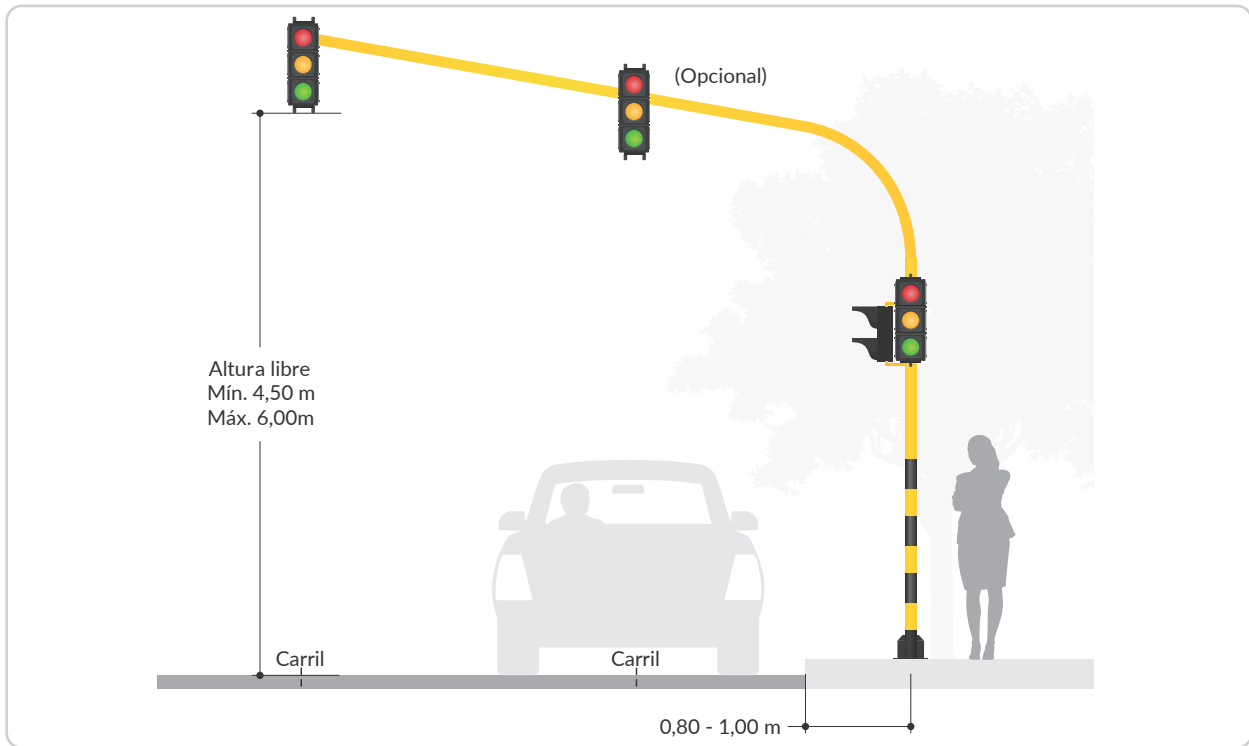 (Opcional)
Altura libre
Mín. 4,50 m
Máx. 6,00m
Carril
Carril
0,80 - 1,00 m